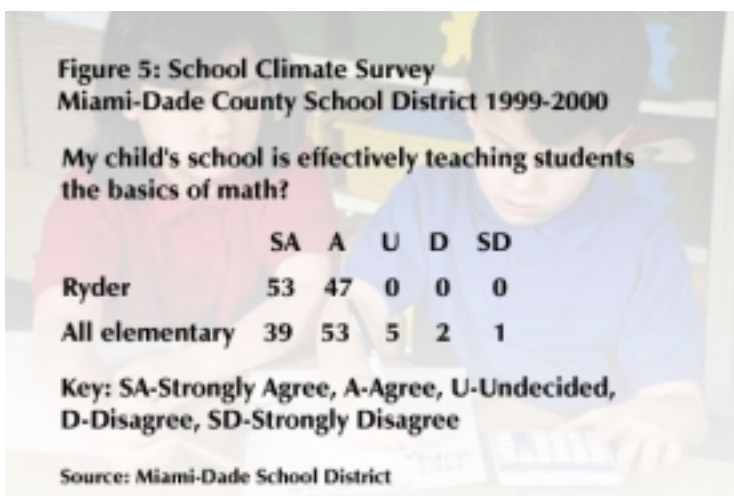 Figure 5: School Climate Survey
Miami-Dade County School District 1999-2000
My child's school is effectively teaching students
the basics of math?
SA A U D SD
Ryder 53 47 0 0 0
All elementary 39 53 5 2 1
Key: SA-Strongly Agree, A-Agree, U-Undecided,
D-Disagree, SD-Strongly Disagree
Source: Miami-Dade School District